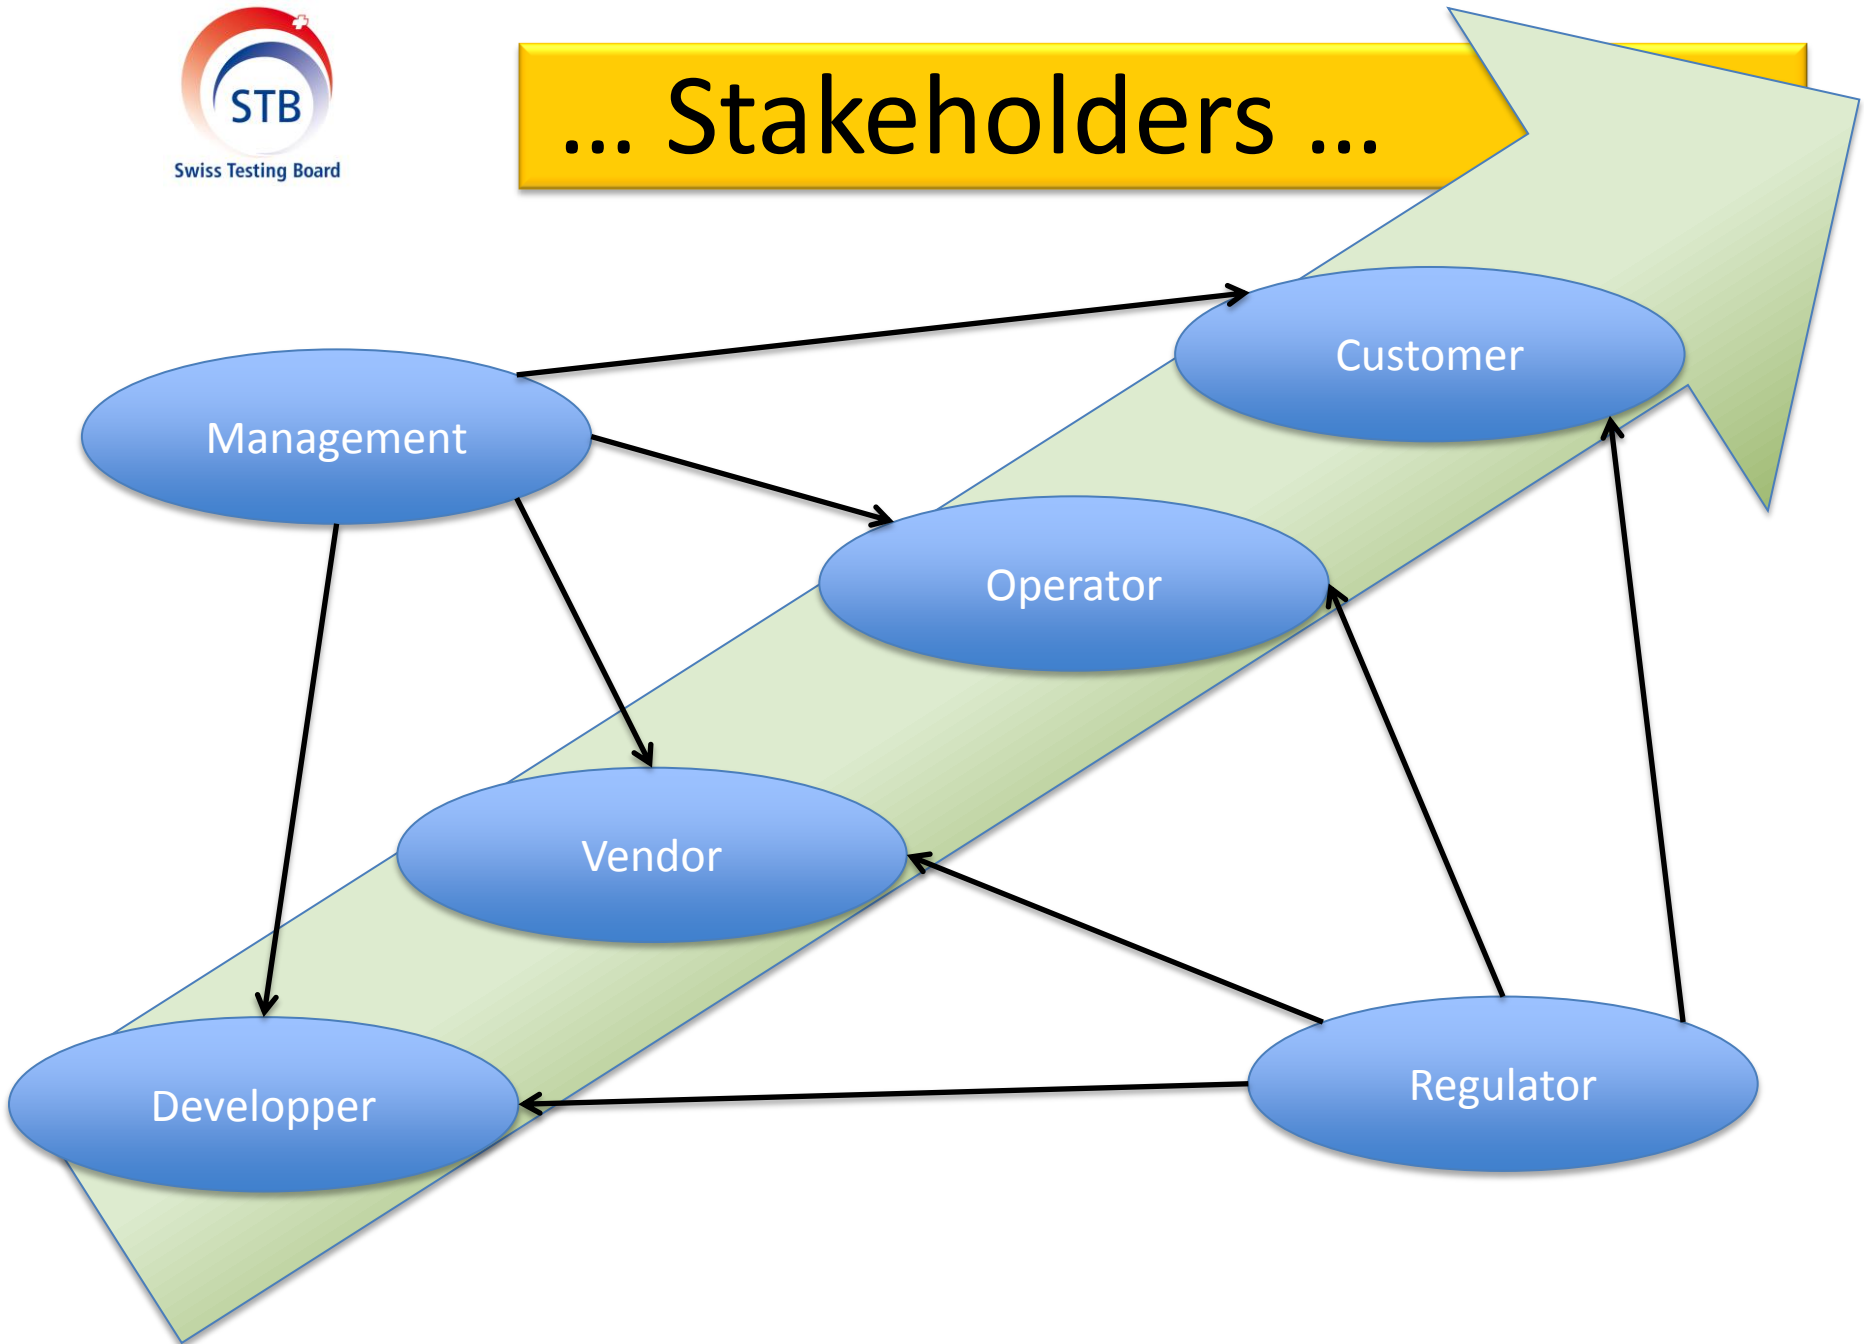 STB
Swiss Testing Board
... Stakeholders ...
Customer
Management
Operator
Vendor
Regulator
Developper